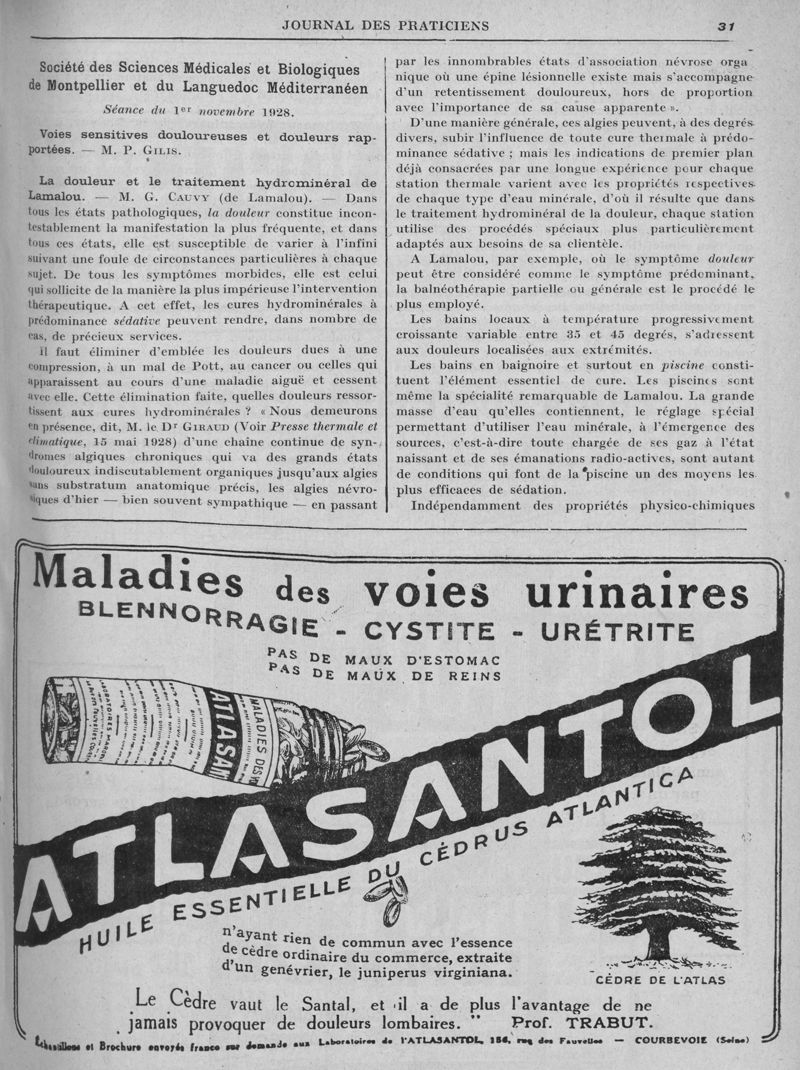 JOURNAL DES PRATICIENS 31
Société des Sciences Médicales et Biologiques
de Montpellier et du Languedoc Méditerranéen
Séance du 1er novembre 1928.
Voies sensitives douloureuses et douleurs rap-
portées. — M. P. GILIS.
La douleur et le traitement hydrominéral de
Lamalou. — M. G. CAUVY (de Lamalou). — Dans
tous les états pathologiques, la douleur constitue incon-
testablement la manifestation la plus fréquente, et dans
tous ces états, elle est susceptible de varier à l'infini
suivant une foule de circonstances particulières à chaque
sujet. De tous les symptômes morbides, elle est celui
qui sollicite de la manière la plus impérieuse l'intervention
thérapeutique. A cet effet, les cures hydrominérales à
prédominance sédative peuvent rendre, dans nombre de
cas, de précieux services.
Il faut éliminer d'emblée les douleurs dues à une
compression, à un mal de Pott, au cancer ou celles qui
apparaissent au cours d'une maladie aiguë et cessent
avec elle. Cette élimination faite, quelles douleurs ressor-
tissent aux cures hydrominérales ? « Nous demeurons
en présence, dit, M. le Dr GIRAUD (Voir Presse thermale et
climatique, 15 mai 1928) d'une chaîne continue de syn-
dromes algiques chroniques qui va des grands états
douloureux indiscutablement organiques jusqu'aux algies
sans substratum anatomique précis, les algies névro-
siques d'hier — bien souvent sympathique — en passant
par les innombrables états d'association névrose orga
nique où une épine lésionnelle existe mais s'accompagne
d'un retentissement douloureux, hors de proportion
avec l'importance de sa cause apparente ».
D'une manière générale, ces algies peuvent, à des degrés
divers, subir l'influence de toute cure thermale à prédo-
minance sédative ; mais les indications de premier plan
déjà consacrées par une longue expérience pour chaque
station thermale varient avec les propriétés respectives
de chaque type d'eau minérale, d'où il résulte que dans
le traitement hydrominéral de la douleur, chaque station
utilise des procédés spéciaux plus particulièrement
adaptés aux besoins de sa clientèle.
A Lamalou, par exemple, où le symptôme douleur
peut être considéré comme le symptôme prédominant,
la balnéothérapie partielle ou générale est le procédé le
plus employé.
Les bains locaux à température progressivement
croissante variable entre 35 et 45 degrés, s'adressent
aux douleurs localisées aux extrémités.
Les bains en baignoire et surtout en piscine consti-
tuent l'élément essentiel de cure. Les piscines sont
même la spécialité remarquable de Lamalou. La grande
masse d'eau qu'elles contiennent, le réglage spécial
permettant d'utiliser l'eau minérale, à l'émergence des
sources, c'est-à-dire toute chargée de ses gaz à l'état
naissant et de ses émanations radio-actives, sont autant
de conditions qui font de la piscine un des moyens les
plus efficaces de sédation.
Indépendamment des propriétés physico-chimiques
Maladies des voies urinaires
BLENNORRAGIE - CYSTITE - URÉTRITE
PAS DE MAUX D'ESTOMAC
PAS DE MAUX DE REINS
MALADIES DES
ATLASAN
ATLASANTOL
HUILE ESSENTIELLE DU CÉDRUS ATLANTICA
n'ayant rien de commun avec l'essence
de cèdre ordinaire du commerce, extraite
d'un genévrier, le juniperus virginiana.
CÈDRE DE L'ATLAS
Le Cèdre vaut le Santal, et il a de plus l'avantage de ne
jamais provoquer de douleurs lombaires. " Prof. TRABUT.
Echantillons et Brochure envoyés franco sur demande aux Laboratoires de l'ATLASANTOL, 154, rue des Fauvelles — COURBEVOIE (Seine)